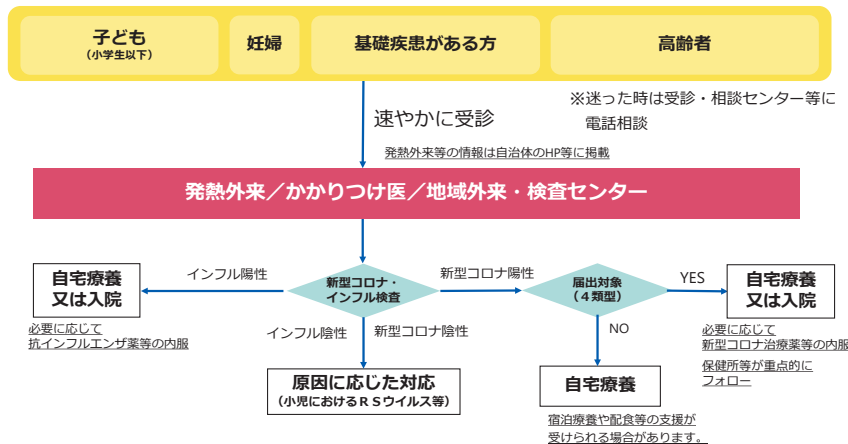 子ども
(小学生以下)
妊婦
基礎疾患がある方
高齢者
速やかに受診
※迷った時は受診・相談センター等に
電話相談
発熱外来等の情報は自治体のHP等に掲載
発熱外来／かかりつけ医／地域外来・検査センター
自宅療養
又は入院
インフル陽性
新型コロナ・
インフル検査
新型コロナ陽性
届出対象
（４類型）
YES
自宅療養
又は入院
必要に応じて
抗インフルエンザ薬等の内服
インフル陰性
新型コロナ陰性
NO
必要に応じて
新型コロナ治療薬等の内服
保健所等が重点的に
フォロー
原因に応じた対応
（小児におけるＲＳウイルス等）
自宅療養
宿泊療養や配食等の支援が
受けられる場合があります。